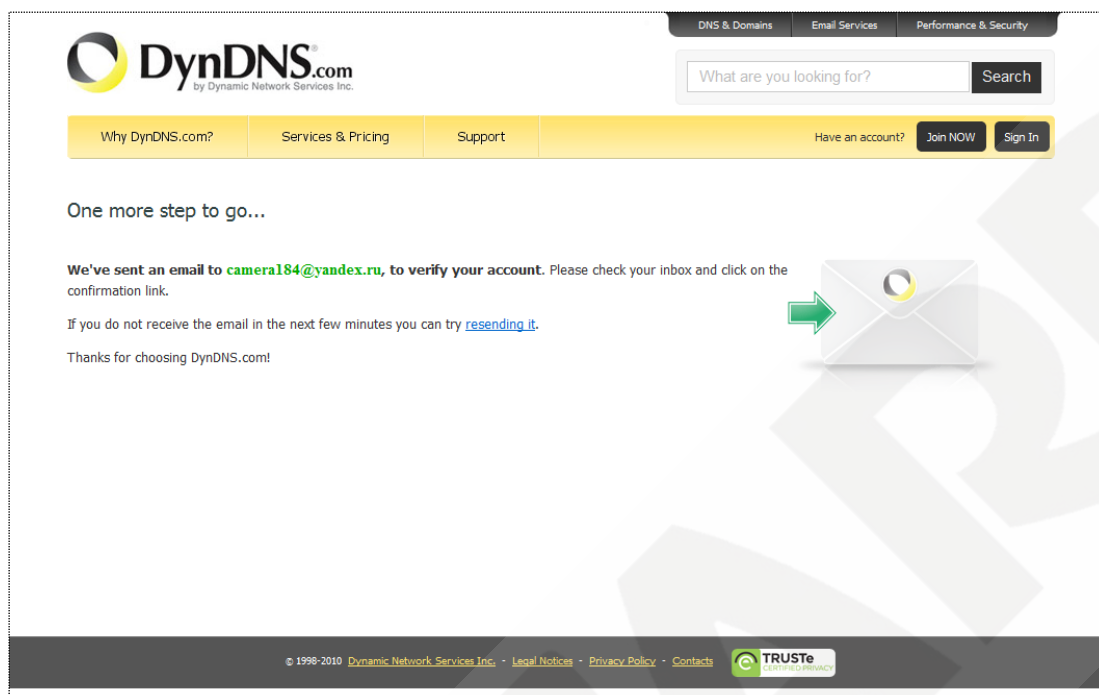 DNS & Domains Email Services Performance & Security
DynDNS.com
by Dynamic Network Services Inc.
What are you looking for? Search
Why DynDNS.com? Services & Pricing Support Have an account? Join NOW Sign In
One more step to go...
We've sent an email to camera184@yandex.ru, to verify your account. Please check your inbox and click on the
confirmation link.
If you do not receive the email in the next few minutes you can try resending it.
Thanks for choosing DynDNS.com!
© 1998-2010 Dynamic Network Services Inc. - Legal Notices - Privacy Policy - Contacts
TRUSTe
CERTIFIED PRIVACY